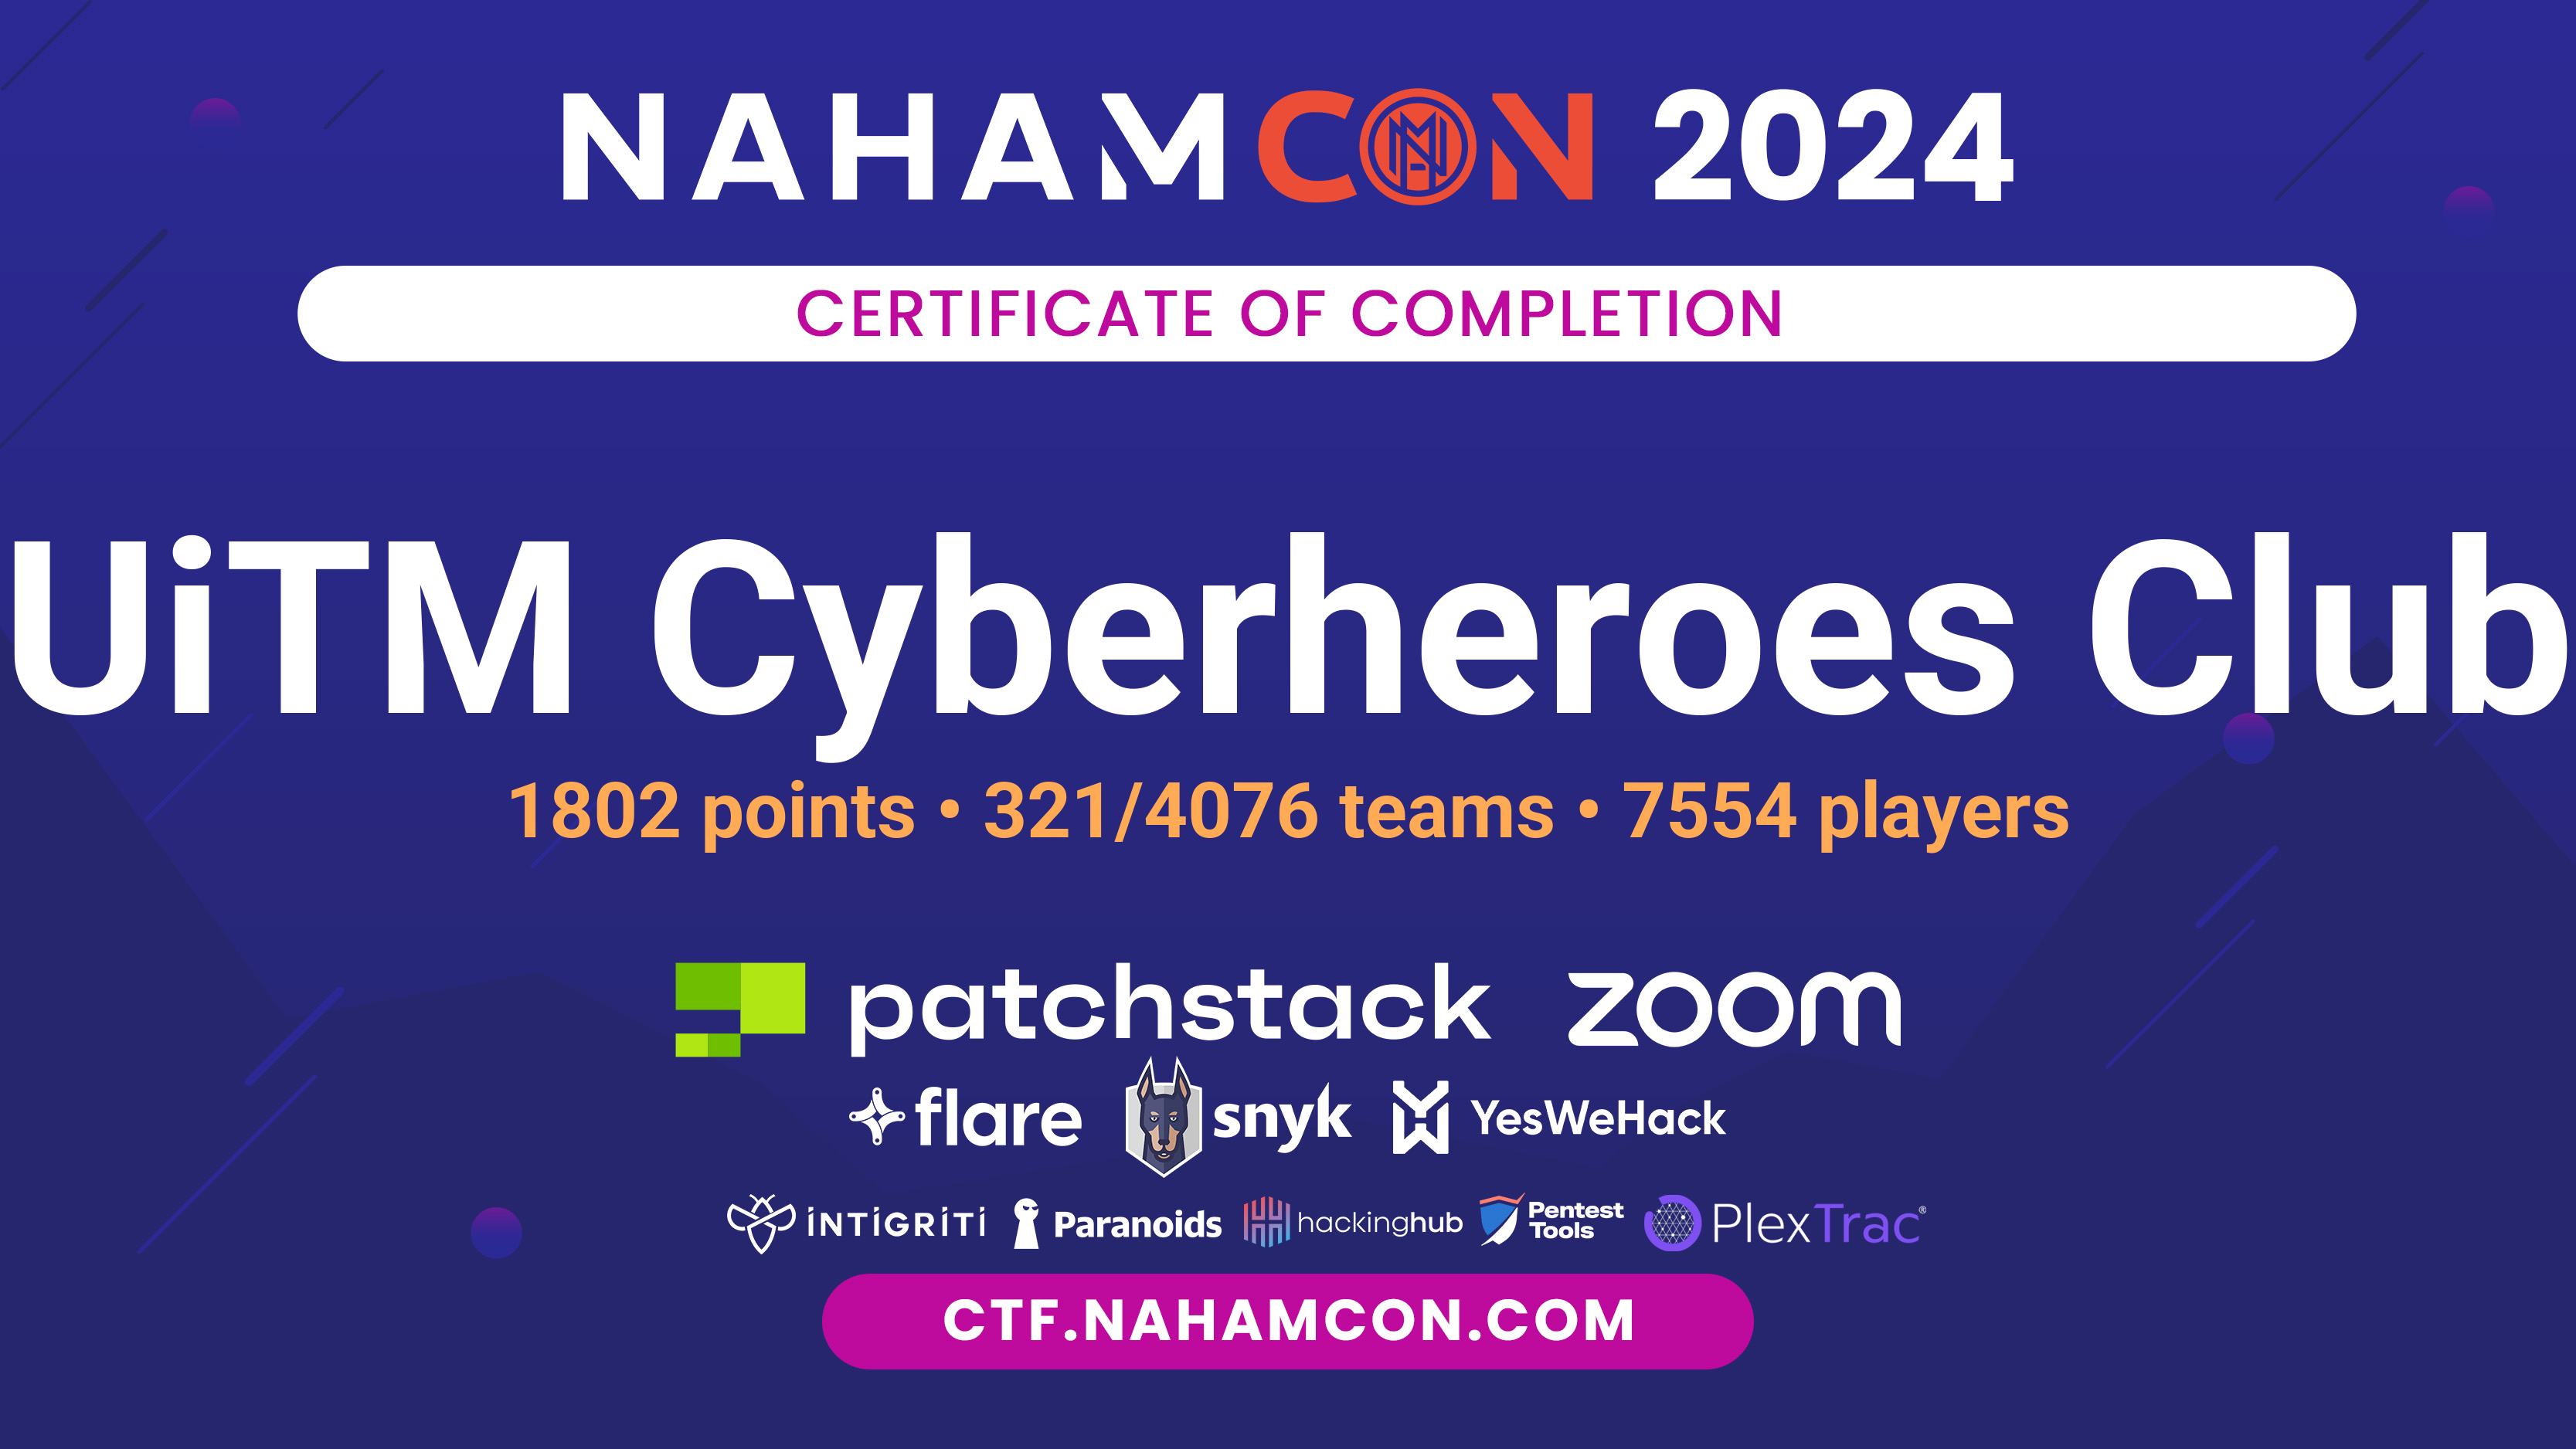 NAHAMCON 2024
CERTIFICATE OF COMPLETION
UiTM Cyberheroes Club
1802 points • 321/4076 teams • 7554 players
patchstack zoom
flare snyk YesWeHack
INTIGRITI Paranoids hackinghub Pentest Tools PlexTrac®
CTF.NAHAMCON.COM